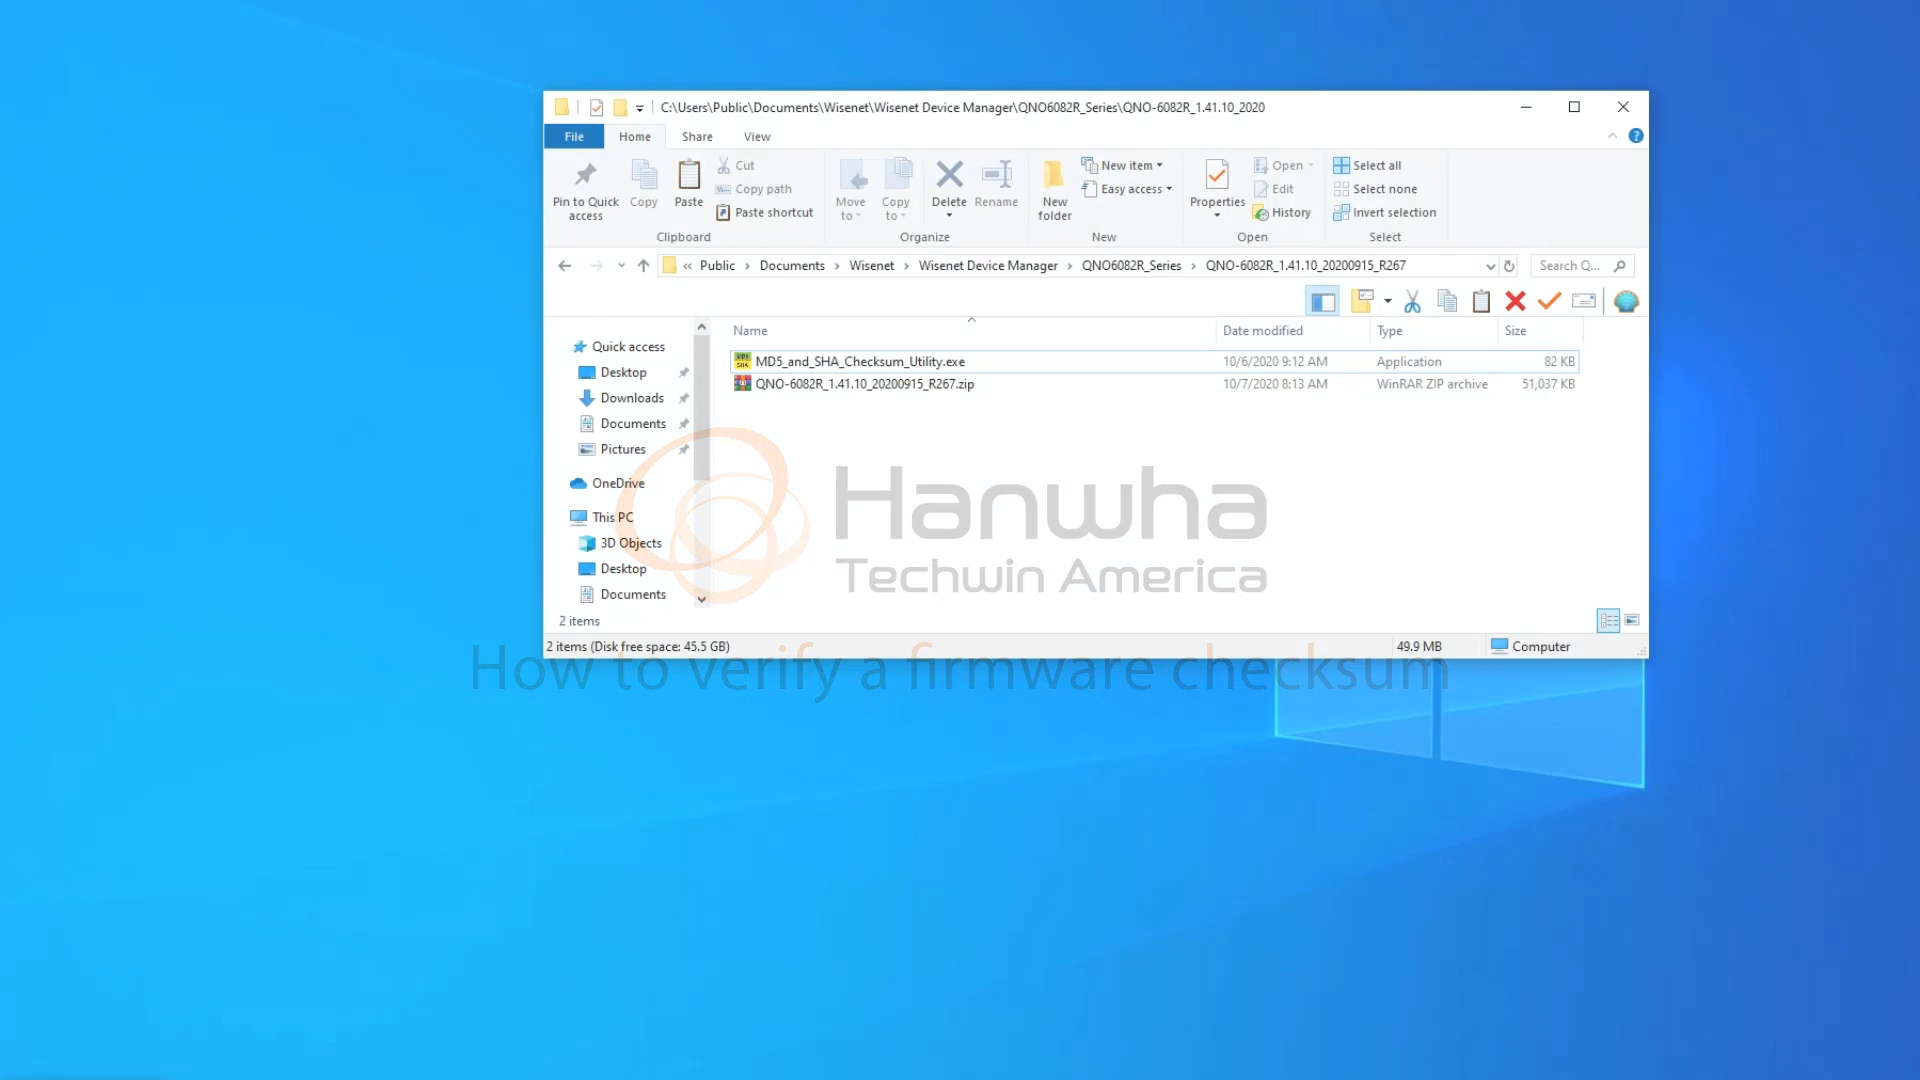 C:\Users\Public\Documents\Wisenet\Wisenet Device Manager\QNO6082R_Series\QNO-6082R_1.41.10_2020
File Home Share View
Pin to Quick access
Copy
Paste
Cut
Copy path
Paste shortcut
Clipboard
Move to
Copy to
Delete
Rename
Organize
New folder
New item
Easy access
New
Properties
Open
Edit
History
Open
Select all
Select none
Invert selection
Select
« Public › Documents › Wisenet › Wisenet Device Manager › QNO6082R_Series › QNO-6082R_1.41.10_20200915_R267
Search Q...
Name Date modified Type Size
MD5_and_SHA_Checksum_Utility.exe 10/6/2020 9:12 AM Application 82 KB
QNO-6082R_1.41.10_20200915_R267.zip 10/7/2020 8:13 AM WinRAR ZIP archive 51,037 KB
Quick access
Desktop
Downloads
Documents
Pictures
OneDrive
This PC
3D Objects
Desktop
Documents
Hanwha
Techwin America
2 items
2 items (Disk free space: 45.5 GB) 49.9 MB Computer
How to verify a firmware checksum